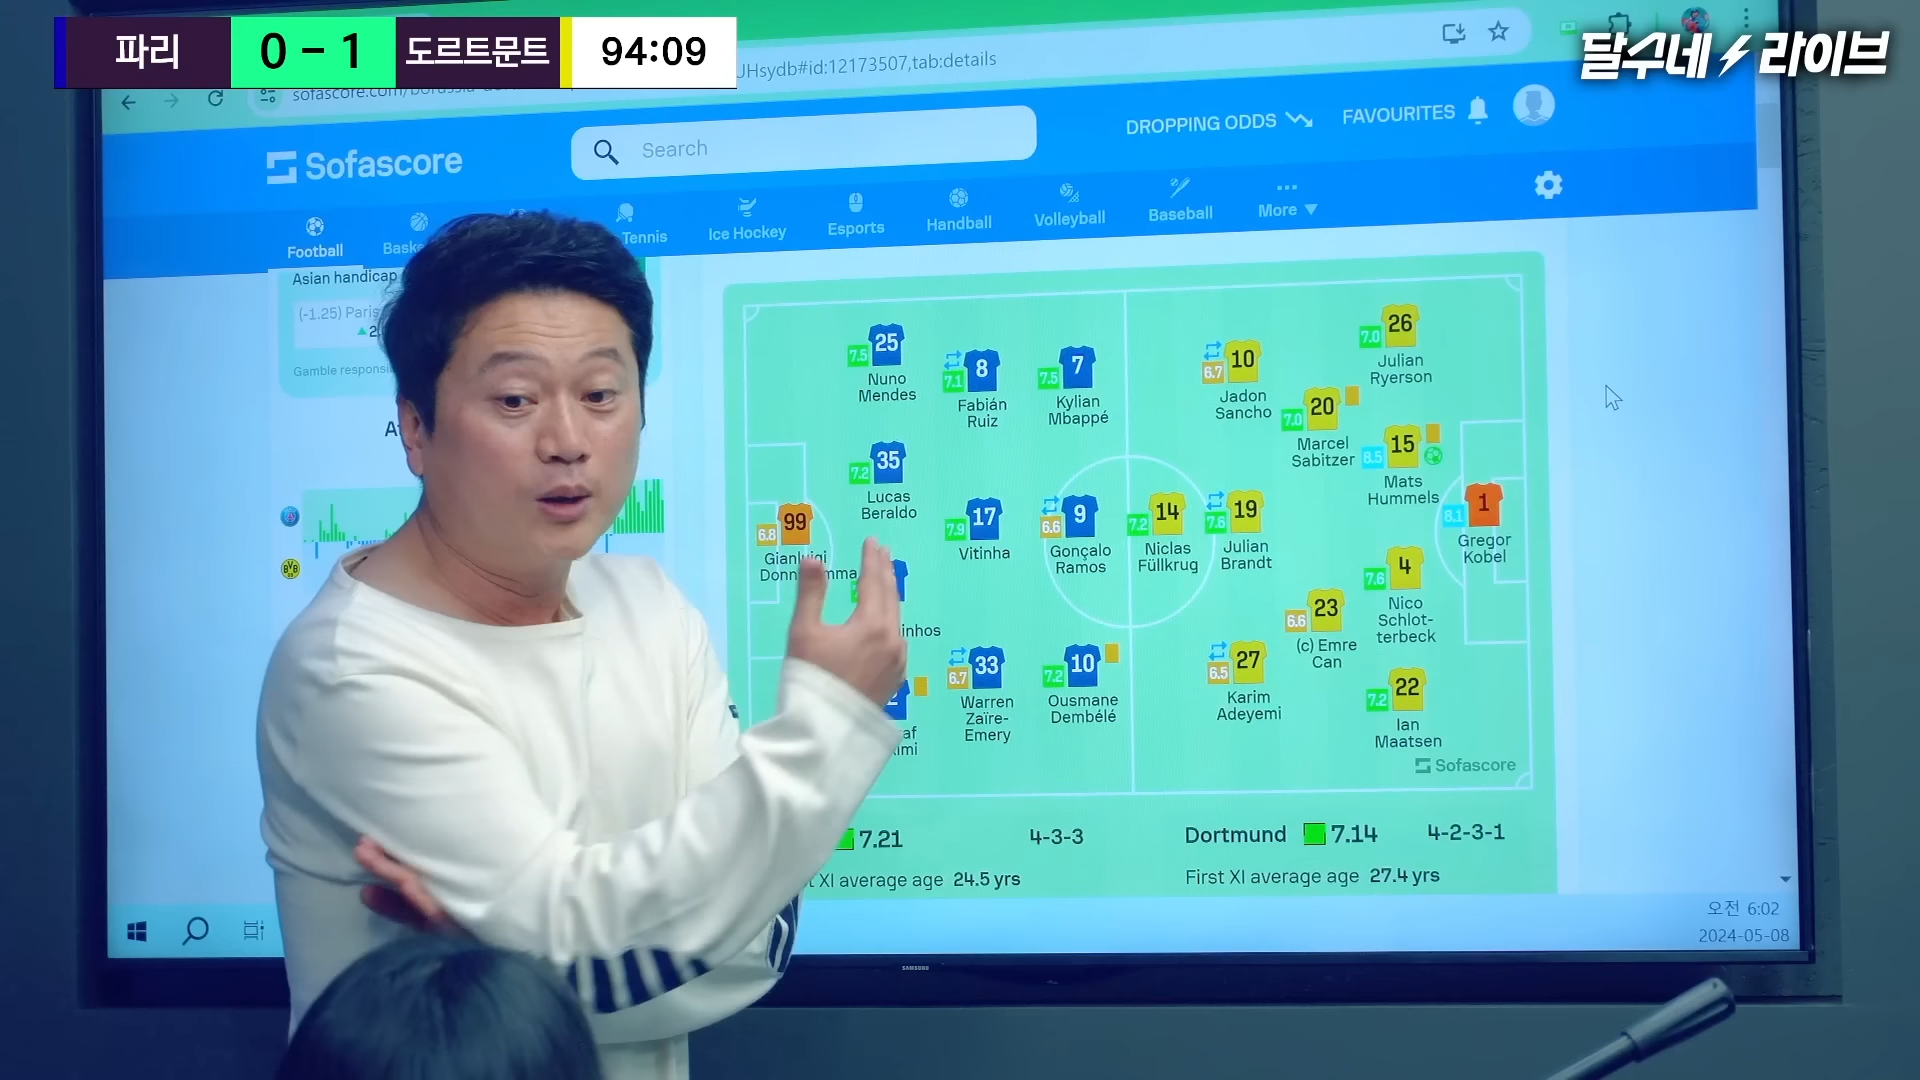 파리 0 - 1 도르트문트 94:09
달수네 라이브
JHsydb#id:12173507,tab:details
Sofascore
Search
DROPPING ODDS
FAVOURITES
Football
Tennis
Ice Hockey
Esports
Handball
Volleyball
Baseball
More
Asian handicap
(-1.25) Paris
Gamble
25
7.5
Nuno
Mendes
8
7.1
Fabián
Ruiz
7
7.5
Kylian
Mbappé
10
6.7
Jadon
Sancho
26
7.0
Julian
Ryerson
20
7.0
Marcel
Sabitzer
35
7.2
Lucas
Beraldo
15
8.5
Mats
Hummels
99
6.8
Gianluigi
17
7.9
Vitinha
9
6.6
Gonçalo
Ramos
14
7.2
Niclas
Füllkrug
19
7.6
Julian
Brandt
1
8.1
Gregor
Kobel
4
7.6
Nico
Schlot-
terbeck
inhos
23
6.6
(c) Emre
Can
33
6.7
Warren
Zaïre-
Emery
10
7.2
Ousmane
Dembélé
27
6.5
Karim
Adeyemi
22
7.2
Ian
Maatsen
Sofascore
7.21 4-3-3
Dortmund 7.14 4-2-3-1
XI average age 24.5 yrs
First XI average age 27.4 yrs
오전 6:02
2024-05-08
SAMSUNG